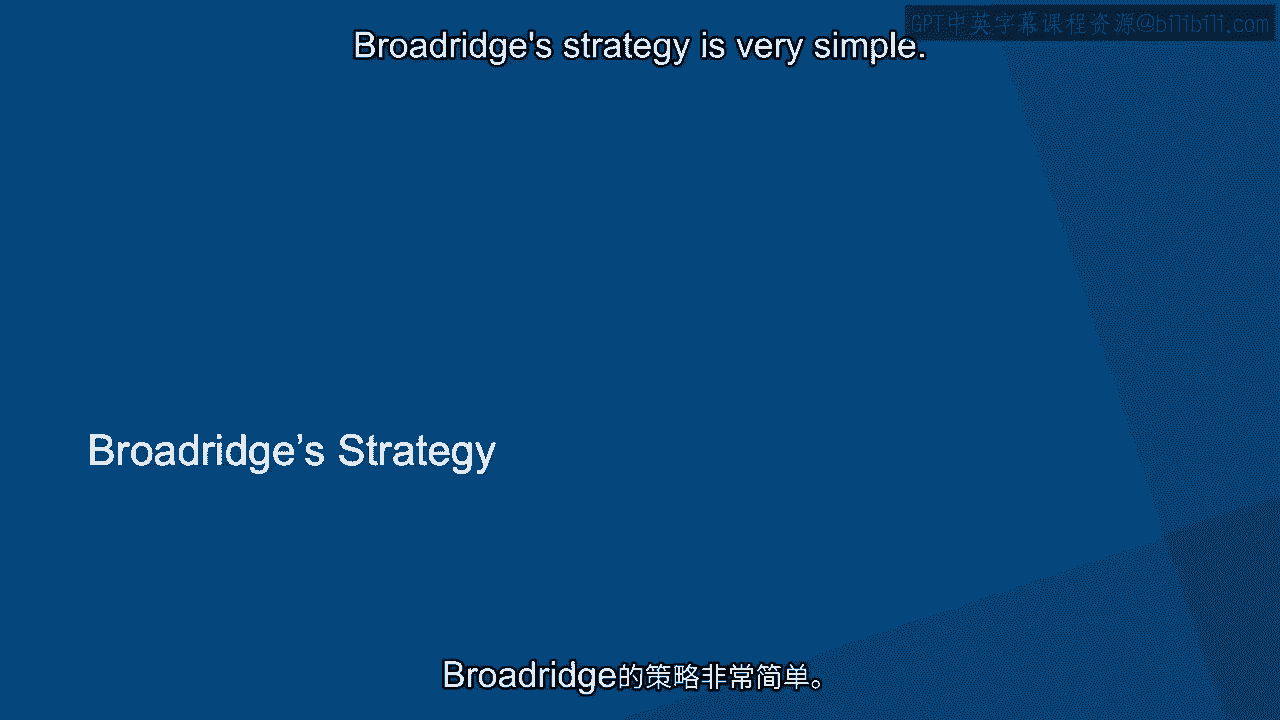 GPT中英字幕课程资源@bilibili.com
Broadridge's strategy is very simple.
Broadridge’s Strategy
Broadridge的策略非常简单。